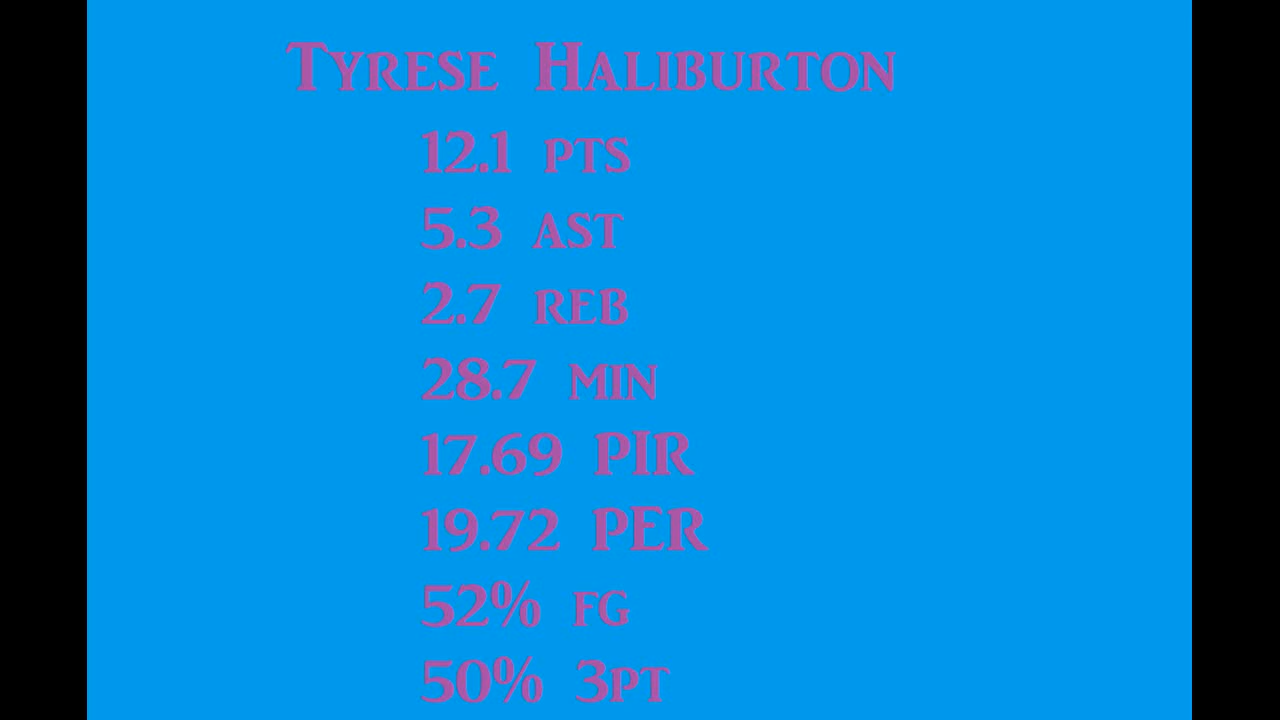 Tyrese Haliburton
12.1 pts
5.3 ast
2.7 reb
28.7 min
17.69 PIR
19.72 PER
52% fg
50% 3pt